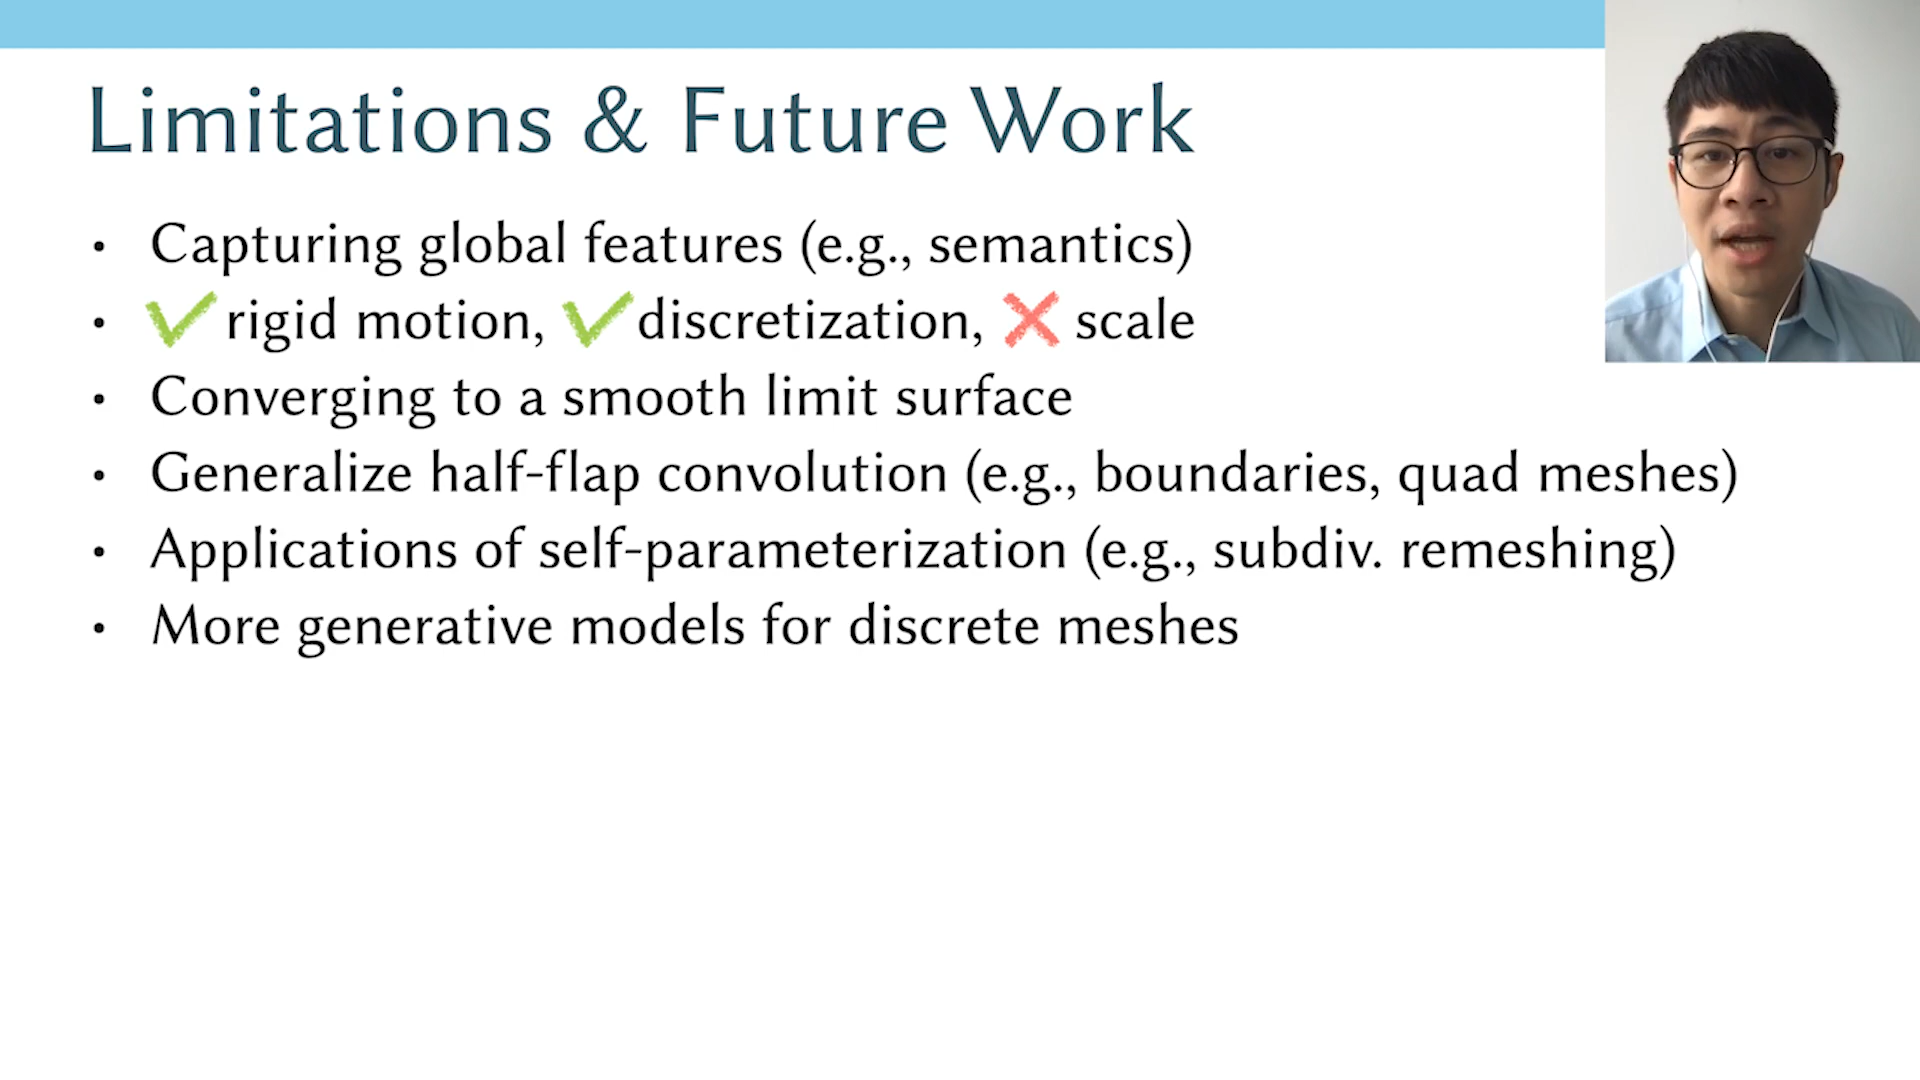 Limitations & Future Work
• Capturing global features (e.g., semantics)
• ✓ rigid motion, ✓ discretization, ✗ scale
• Converging to a smooth limit surface
• Generalize half-flap convolution (e.g., boundaries, quad meshes)
• Applications of self-parameterization (e.g., subdiv. remeshing)
• More generative models for discrete meshes